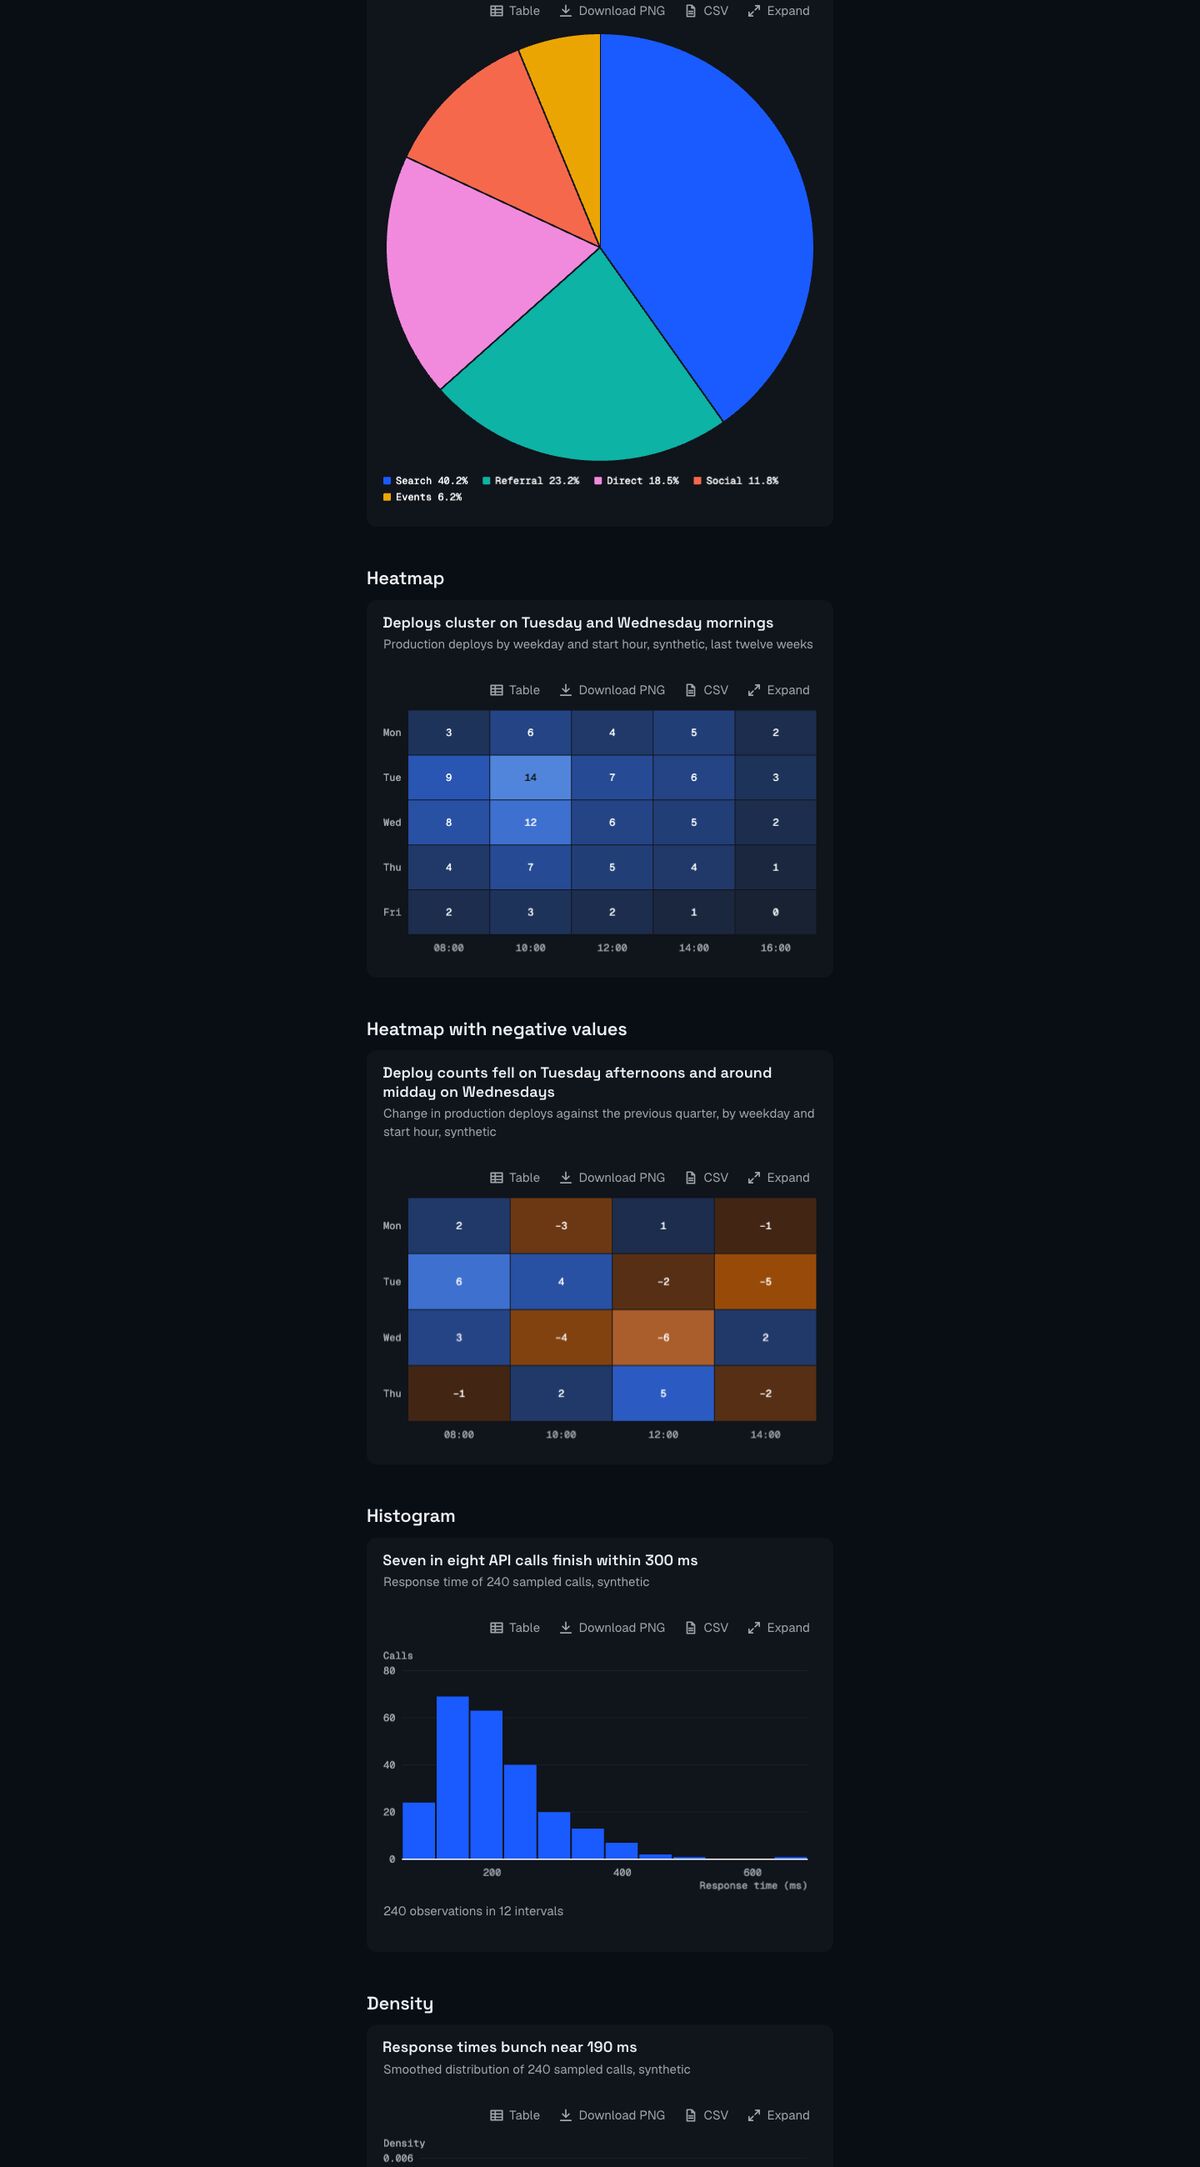 Table Download PNG CSV Expand
Search 40.2% Referral 23.2% Direct 18.5% Social 11.8%
Events 6.2%
Heatmap
Deploys cluster on Tuesday and Wednesday mornings
Production deploys by weekday and start hour, synthetic, last twelve weeks
Table Download PNG CSV Expand
Mon 3 6 4 5 2
Tue 9 14 7 6 3
Wed 8 12 6 5 2
Thu 4 7 5 4 1
Fri 2 3 2 1 0
08:00 10:00 12:00 14:00 16:00
Heatmap with negative values
Deploy counts fell on Tuesday afternoons and around
midday on Wednesdays
Change in production deploys against the previous quarter, by weekday and
start hour, synthetic
Table Download PNG CSV Expand
Mon 2 −3 1 −1
Tue 6 4 −2 −5
Wed 3 −4 −6 2
Thu −1 2 5 −2
08:00 10:00 12:00 14:00
Histogram
Seven in eight API calls finish within 300 ms
Response time of 240 sampled calls, synthetic
Table Download PNG CSV Expand
Calls
80
60
40
20
0
200 400 600
Response time (ms)
240 observations in 12 intervals
Density
Response times bunch near 190 ms
Smoothed distribution of 240 sampled calls, synthetic
Table Download PNG CSV Expand
Density
0.006